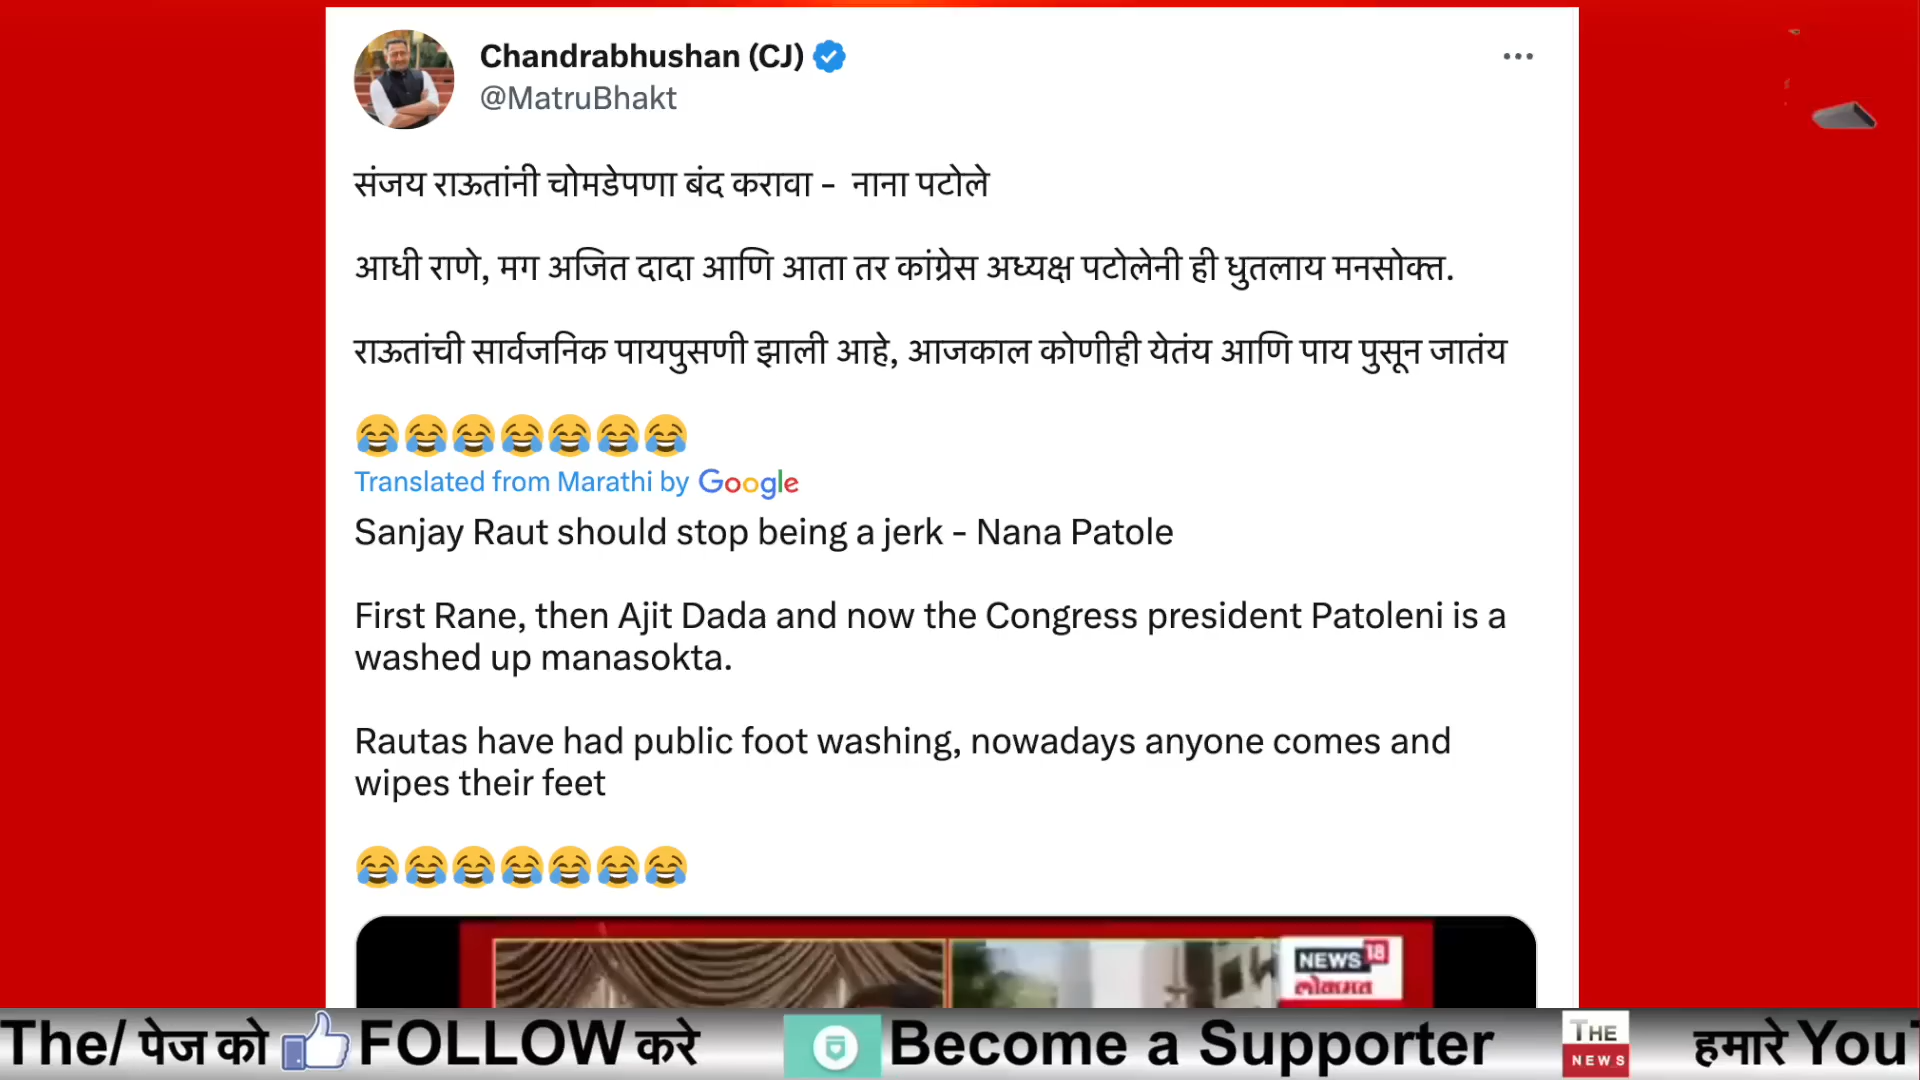 Chandrabhushan (CJ)
@MatruBhakt
संजय राऊतांनी चोमडेपणा बंद करावा - नाना पटोले
आधी राणे, मग अजित दादा आणि आता तर कांग्रेस अध्यक्ष पटोलेनी ही धुतलाय मनसोक्त.
राऊतांची सार्वजनिक पायपुसणी झाली आहे, आजकाल कोणीही येतंय आणि पाय पुसून जातंय
😂😂😂😂😂😂😂
Translated from Marathi by Google
Sanjay Raut should stop being a jerk - Nana Patole
First Rane, then Ajit Dada and now the Congress president Patoleni is a
washed up manasokta.
Rautas have had public foot washing, nowadays anyone comes and
wipes their feet
😂😂😂😂😂😂😂
NEWS 18
लोकमत
The/ पेज को FOLLOW करे Become a Supporter THE NEWS हमारे YouT